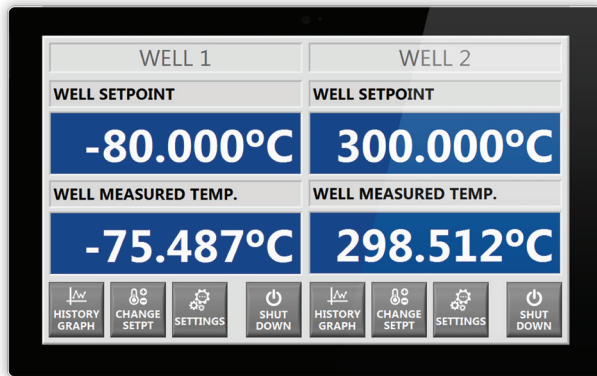 WELL 1
WELL SETPOINT
-80.000ºC
WELL MEASURED TEMP.
-75.487ºC
HISTORY
GRAPH
CHANGE
SETPT
SETTINGS
SHUT
DOWN
WELL 2
WELL SETPOINT
300.000ºC
WELL MEASURED TEMP.
298.512ºC
HISTORY
GRAPH
CHANGE
SETPT
SETTINGS
SHUT
DOWN